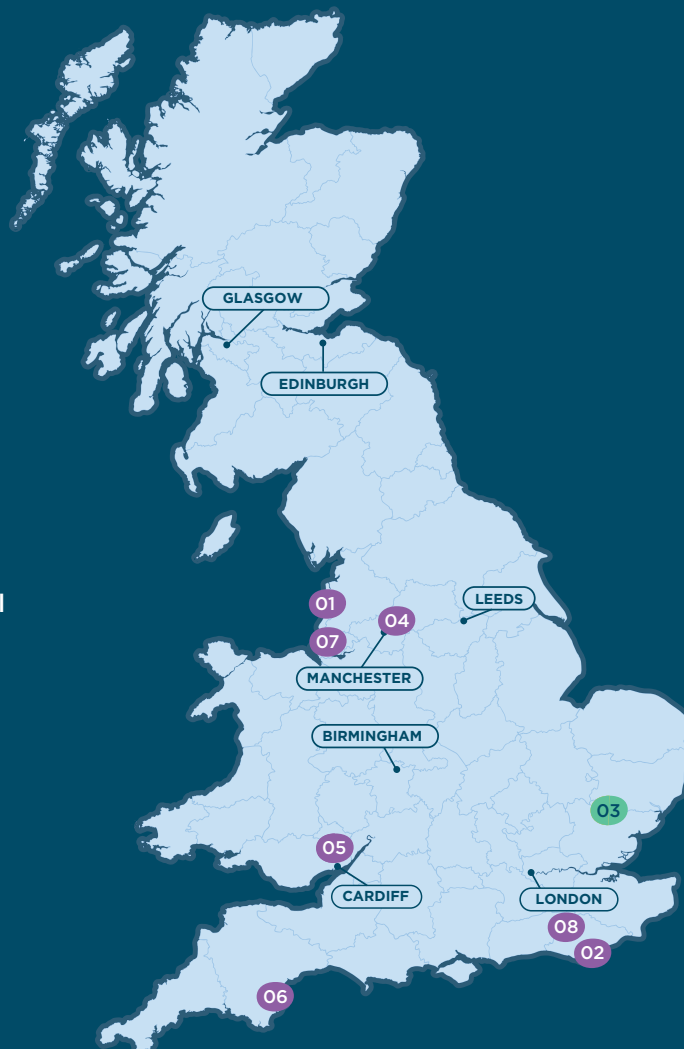 GLASGOW
EDINBURGH
01
LEEDS
04
07
MANCHESTER
BIRMINGHAM
03
05
CARDIFF
LONDON
08
02
06